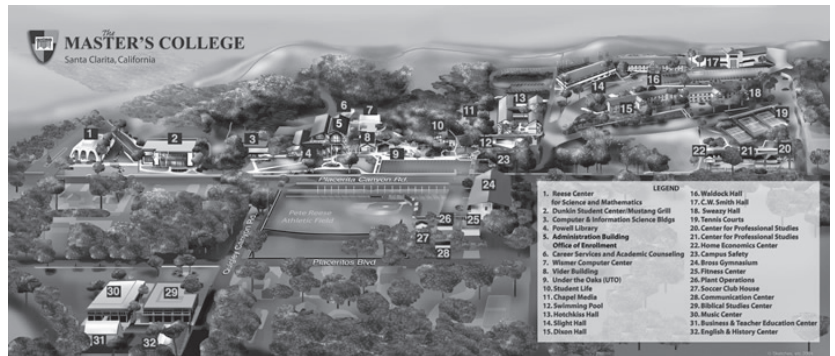 The
MASTER'S COLLEGE
Santa Clarita, California
1
2
3
4
5
6
7
8
9
10
11
12
13
14
15
16
17
18
19
20
21
22
23
24
25
26
27
28
29
30
31
32
Placerita Canyon Rd.
Pete Reese
Athletic Field
Quigley Canyon Rd.
Placeritos Blvd.
LEGEND
1. Reese Center
for Science and Mathematics
2. Dunkin Student Center/Mustang Grill
3. Computer & Information Science Bldgs
4. Powell Library
5. Administration Building
Office of Enrollment
6. Career Services and Academic Counseling
7. Wismer Computer Center
8. Vider Building
9. Under the Oaks (UTO)
10. Student Life
11. Chapel Media
12. Swimming Pool
13. Hotchkiss Hall
14. Slight Hall
15. Dixon Hall
16. Waldock Hall
17. C.W. Smith Hall
18. Sweazy Hall
19. Tennis Courts
20. Center for Professional Studies
21. Center for Professional Studies
22. Home Economics Center
23. Campus Safety
24. Bross Gymnasium
25. Fitness Center
26. Plant Operations
27. Soccer Club House
28. Communication Center
29. Biblical Studies Center
30. Music Center
31. Business & Teacher Education Center
32. English & History Center